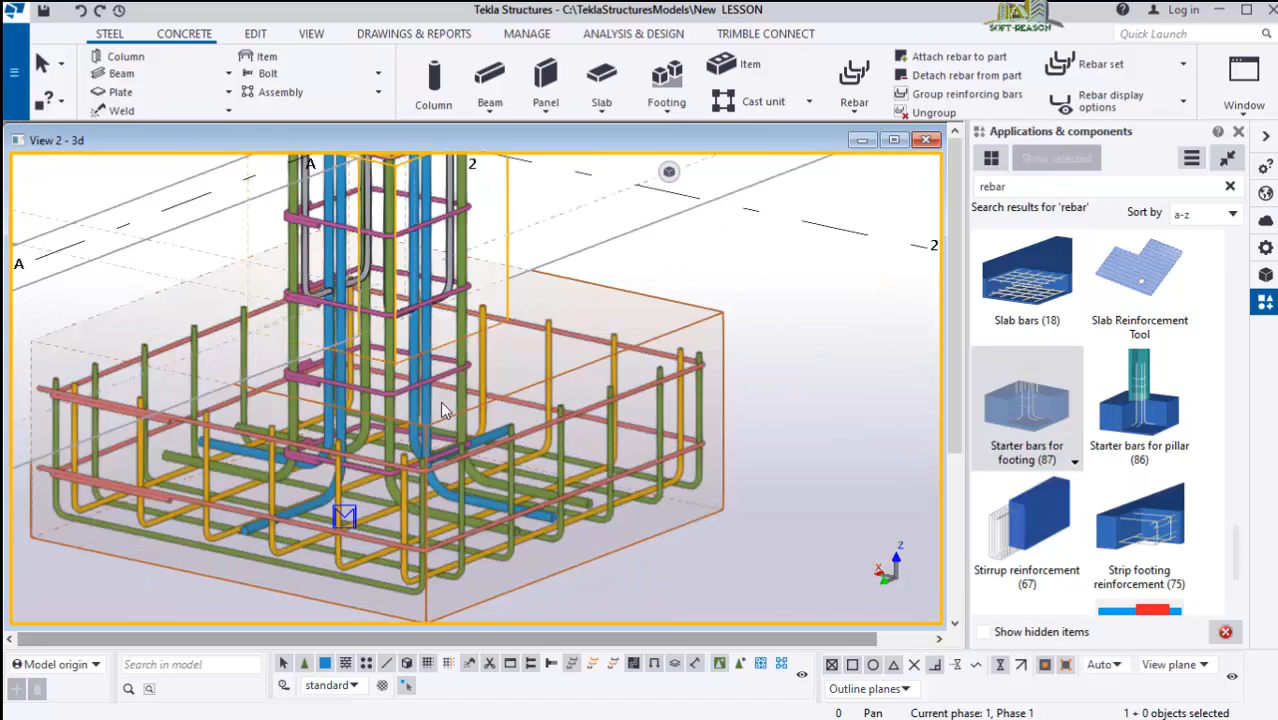 Tekla Structures - C:\TeklaStructuresModels\New LESSON
Log in
SOFT-REASON
STEEL
CONCRETE
EDIT
VIEW
DRAWINGS & REPORTS
MANAGE
ANALYSIS & DESIGN
TRIMBLE CONNECT
Quick Launch
Column
Beam
Plate
Weld
Item
Bolt
Assembly
Column
Beam
Panel
Slab
Footing
Item
Cast unit
Rebar
Attach rebar to part
Detach rebar from part
Group reinforcing bars
Ungroup
Rebar set
Rebar display
options
Window
View 2 - 3d
A
2
A
2
z
x
Applications & components
Show selected
rebar
Search results for 'rebar'
Sort by
a-z
Slab bars (18)
Slab Reinforcement
Tool
Starter bars for
footing (87)
Starter bars for pillar
(86)
Stirrup reinforcement
(67)
Strip footing
reinforcement (75)
Show hidden items
Model origin
Search in model
standard
Auto
View plane
Outline planes
0
Pan
Current phase: 1, Phase 1
1 + 0 objects selected